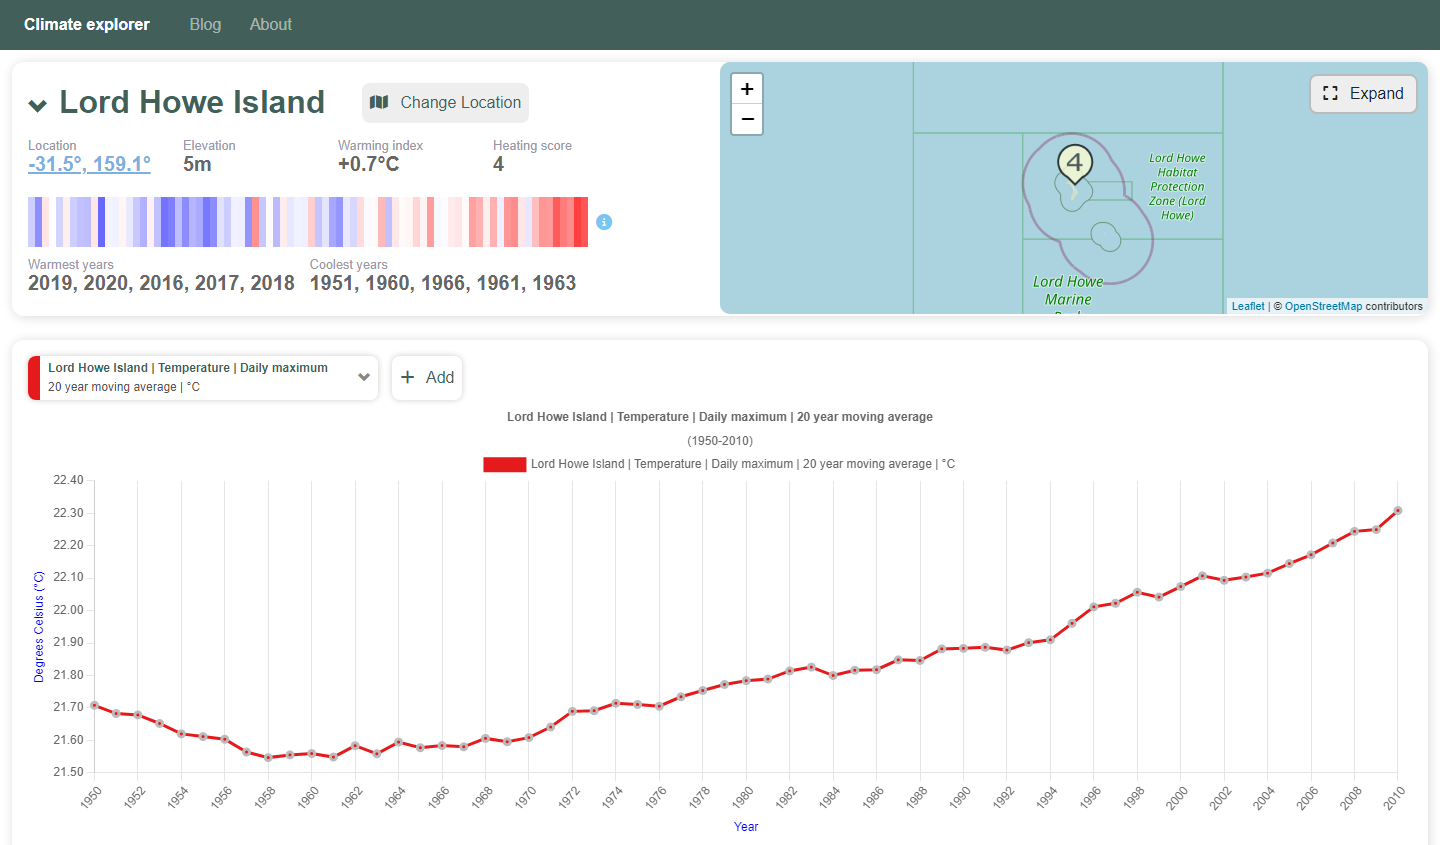 Climate explorer
Blog
About
Lord Howe Island
Change Location
Location
-31.5°, 159.1°
Elevation
5m
Warming index
+0.7°C
Heating score
4
Warmest years
2019, 2020, 2016, 2017, 2018
Coolest years
1951, 1960, 1966, 1961, 1963
+
−
Expand
4
Lord Howe
Habitat
Protection
Zone (Lord
Howe)
Lord Howe
Marine
Leaflet | © OpenStreetMap contributors
Lord Howe Island | Temperature | Daily maximum
20 year moving average | °C
+ Add
Lord Howe Island | Temperature | Daily maximum | 20 year moving average
(1950-2010)
Lord Howe Island | Temperature | Daily maximum | 20 year moving average | °C
22.40
22.30
22.20
22.10
22.00
21.90
21.80
21.70
21.60
21.50
Degrees Celsius (°C)
1950
1952
1954
1956
1958
1960
1962
1964
1966
1968
1970
1972
1974
1976
1978
1980
1982
1984
1986
1988
1990
1992
1994
1996
1998
2000
2002
2004
2006
2008
2010
Year